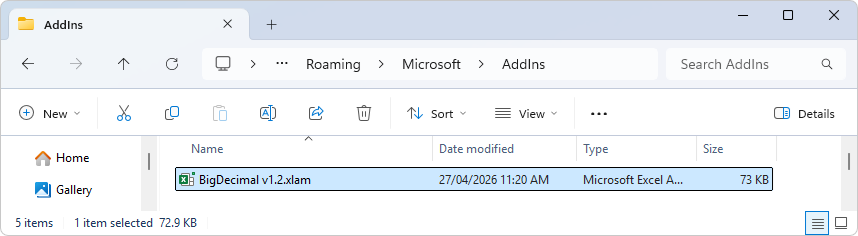 AddIns
Roaming Microsoft AddIns Search AddIns
New Sort View Details
Home
Gallery
Name Date modified Type Size
BigDecimal v1.2.xlam 27/04/2026 11:20 AM Microsoft Excel A... 73 KB
5 items 1 item selected 72.9 KB